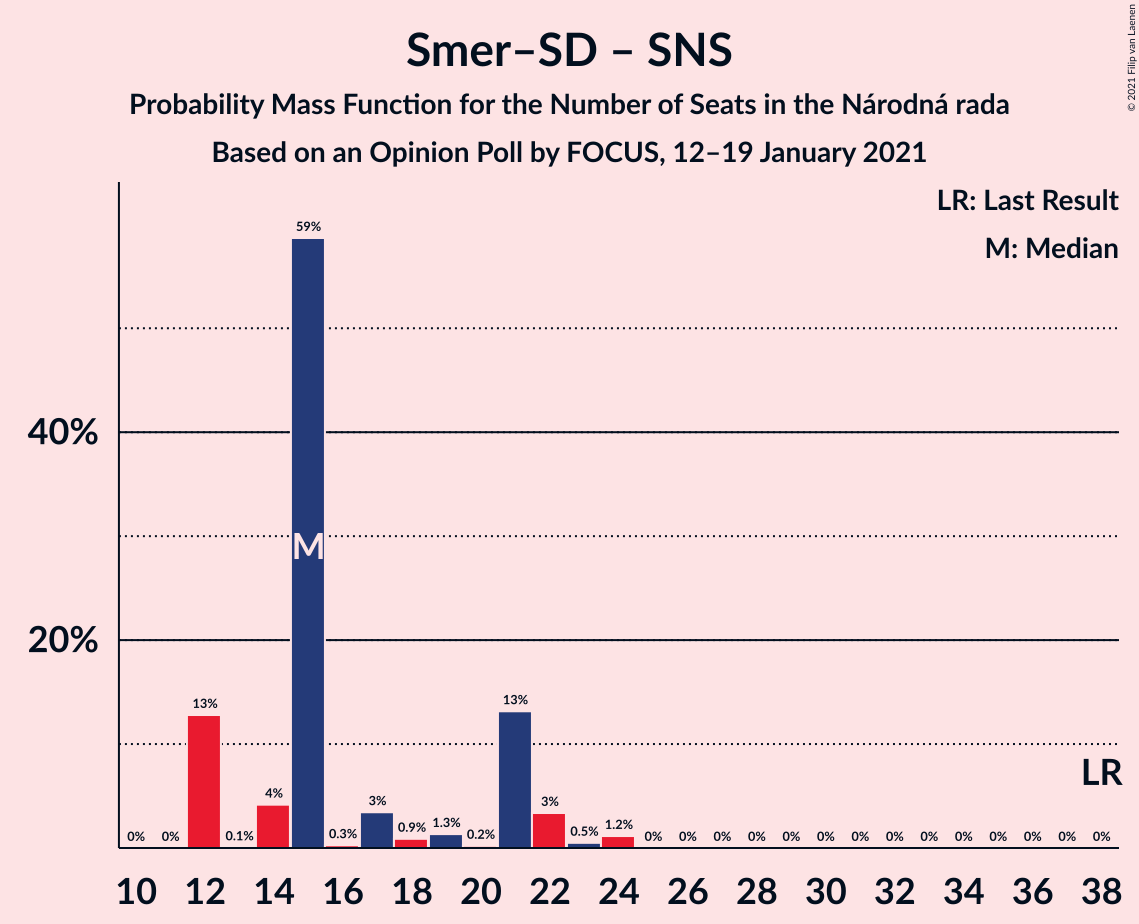 Smer–SD – SNS
Probability Mass Function for the Number of Seats in the Národná rada
Based on an Opinion Poll by FOCUS, 12–19 January 2021
© 2021 Filip van Laenen
LR: Last Result
M: Median
59%
40%
M
20%
13% 13%
LR
4% 3% 3%
0% 0% 0.1% 0.3% 0.9% 1.3% 0.2% 0.5% 1.2% 0% 0% 0% 0% 0% 0% 0% 0% 0% 0% 0% 0% 0% 0%
10 12 14 16 18 20 22 24 26 28 30 32 34 36 38